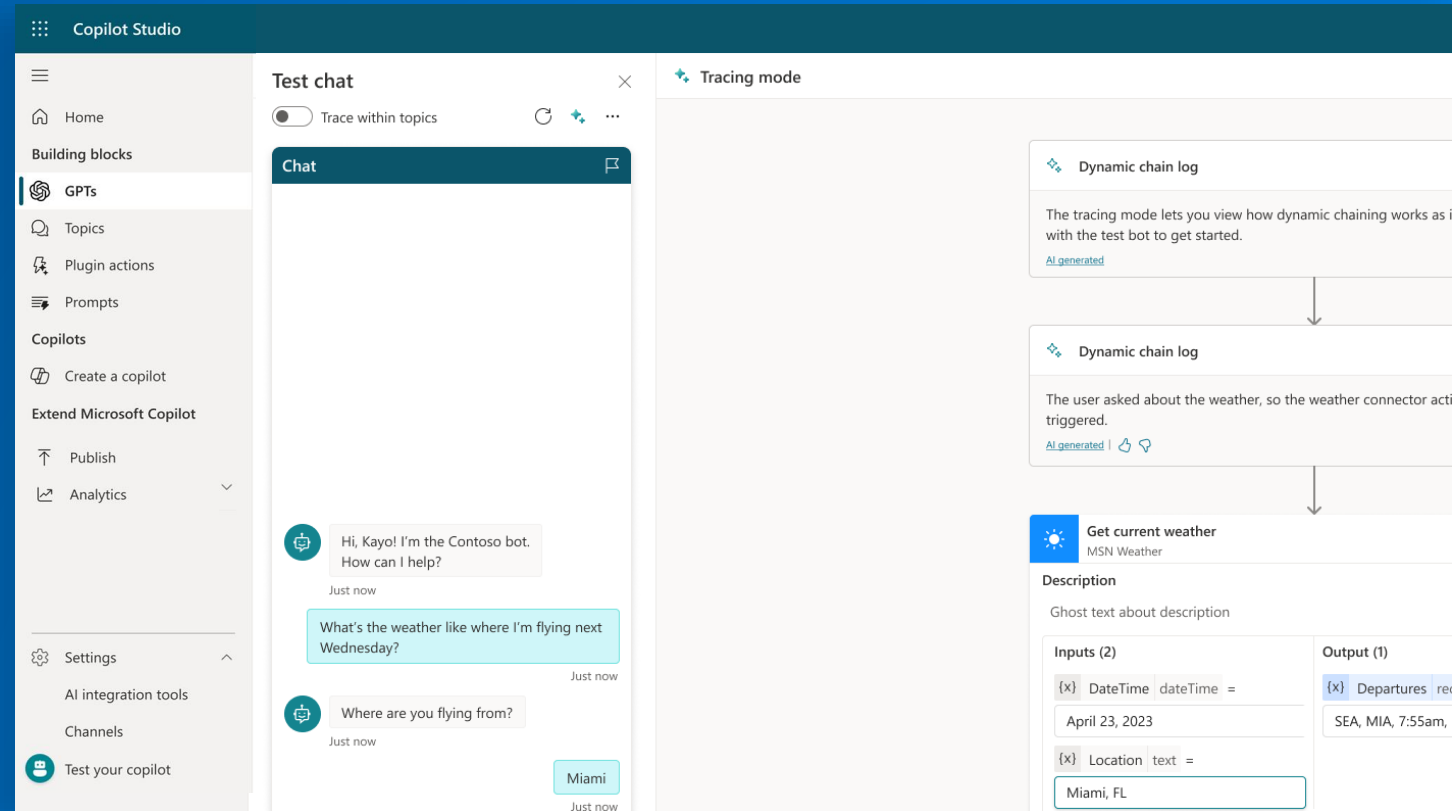 Copilot Studio
Home
Building blocks
GPTs
Topics
Plugin actions
Prompts
Copilots
Create a copilot
Extend Microsoft Copilot
Publish
Analytics
Settings
AI integration tools
Channels
Test your copilot
Test chat
Trace within topics
Chat
Hi, Kayo! I'm the Contoso bot.
How can I help?
Just now
What's the weather like where I'm flying next
Wednesday?
Just now
Where are you flying from?
Just now
Miami
Just now
Tracing mode
Dynamic chain log
The tracing mode lets you view how dynamic chaining works as
with the test bot to get started.
AI generated
Dynamic chain log
The user asked about the weather, so the weather connector acti
triggered.
AI generated |
Get current weather
MSN Weather
Description
Ghost text about description
Inputs (2)
{x} DateTime dateTime =
April 23, 2023
{x} Location text =
Miami, FL
Output (1)
{x} Departures rec
SEA, MIA, 7:55am,